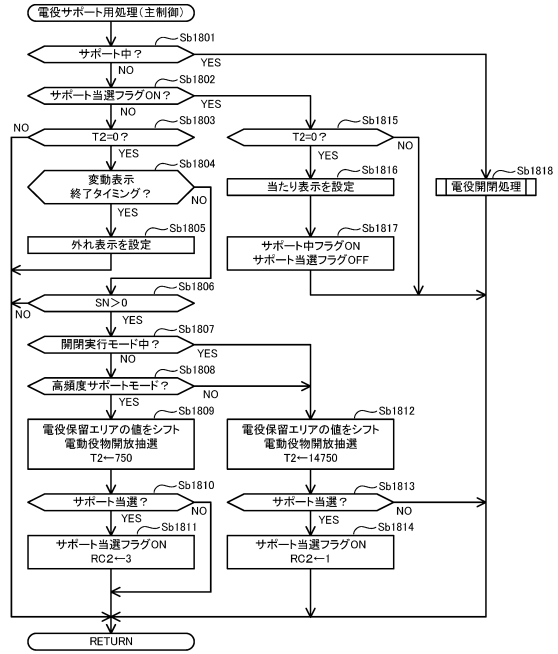 電役サポート用処理(主制御)
Sb1801
サポート中?
YES
NO
Sb1802
サポート当選フラグON?
YES
NO
Sb1803
NO
T2=0?
YES
Sb1815
T2=0?
NO
YES
Sb1804
変動表示
終了タイミング?
NO
YES
Sb1816
当たり表示を設定
Sb1818
電役開閉処理
Sb1805
外れ表示を設定
Sb1817
サポート中フラグON
サポート当選フラグOFF
Sb1806
SN>0
NO
YES
Sb1807
開閉実行モード中?
YES
NO
Sb1808
高頻度サポートモード?
NO
YES
Sb1809
電役保留エリアの値をシフト
電動役物開放抽選
T2←750
Sb1812
電役保留エリアの値をシフト
電動役物開放抽選
T2←14750
Sb1810
サポート当選?
NO
YES
Sb1813
サポート当選?
NO
YES
Sb1811
サポート当選フラグON
RC2←3
Sb1814
サポート当選フラグON
RC2←1
RETURN